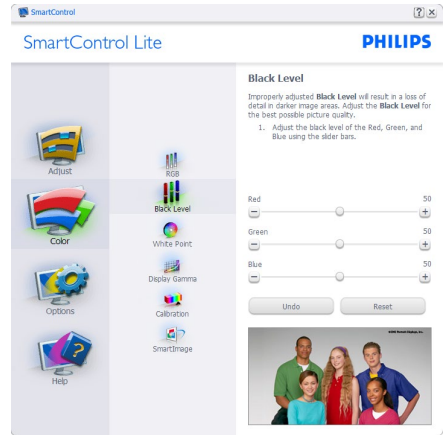 SmartControl
SmartControl Lite
PHILIPS
Adjust
Color
Options
Help
RGB
Black Level
White Point
Display Gamma
Calibration
SmartImage
Black Level
Improperly adjusted Black Level will result in a loss of
detail in darker image areas. Adjust the Black Level for
the best possible picture quality.
1. Adjust the black level of the Red, Green, and
Blue using the slider bars.
Red 50
Green 50
Blue 50
Undo Reset